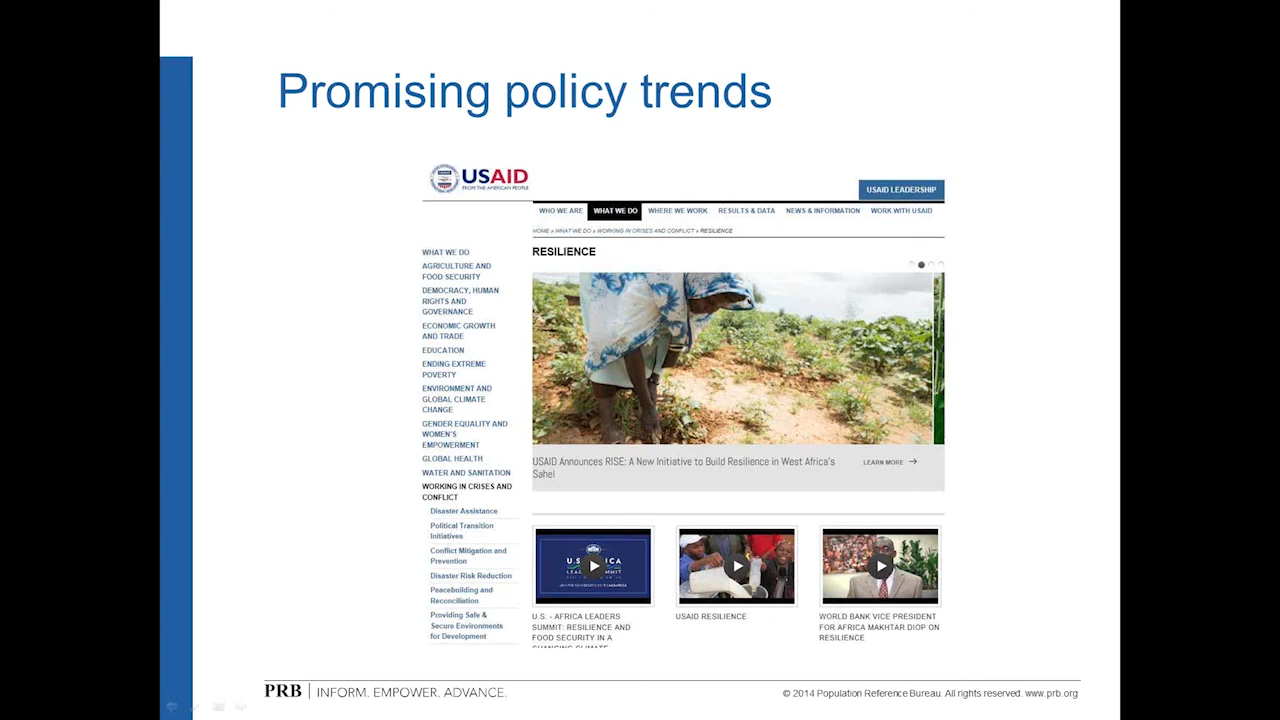 Promising policy trends
USAID
FROM THE AMERICAN PEOPLE
USAID LEADERSHIP
WHO WE ARE WHAT WE DO WHERE WE WORK RESULTS & DATA NEWS & INFORMATION WORK WITH USAID
HOME » WHAT WE DO » WORKING IN CRISES AND CONFLICT » RESILIENCE
WHAT WE DO
AGRICULTURE AND
FOOD SECURITY
DEMOCRACY, HUMAN
RIGHTS AND
GOVERNANCE
ECONOMIC GROWTH
AND TRADE
EDUCATION
ENDING EXTREME
POVERTY
ENVIRONMENT AND
GLOBAL CLIMATE
CHANGE
GENDER EQUALITY AND
WOMEN'S
EMPOWERMENT
GLOBAL HEALTH
WATER AND SANITATION
WORKING IN CRISES AND
CONFLICT
Disaster Assistance
Political Transition
Initiatives
Conflict Mitigation and
Prevention
Disaster Risk Reduction
Peacebuilding and
Reconciliation
Providing Safe &
Secure Environments
for Development
RESILIENCE
USAID Announces RISE: A New Initiative to Build Resilience in West Africa's
Sahel
LEARN MORE →
U.S. - AFRICA LEADERS
SUMMIT: RESILIENCE AND
FOOD SECURITY IN A
CHANGING CLIMATE
USAID RESILIENCE
WORLD BANK VICE PRESIDENT
FOR AFRICA MAKHTAR DIOP ON
RESILIENCE
PRB | INFORM. EMPOWER. ADVANCE.
© 2014 Population Reference Bureau. All rights reserved. www.prb.org